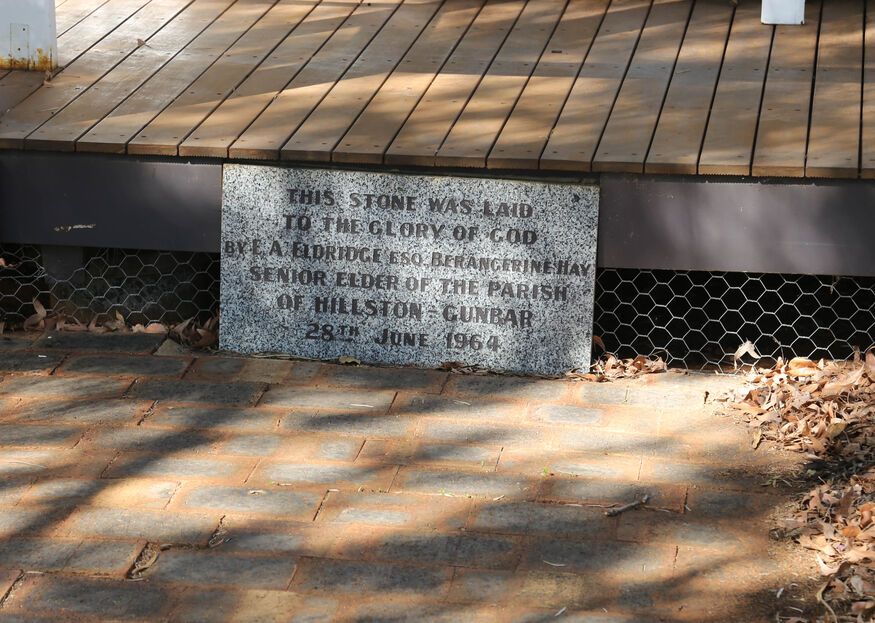 THIS STONE WAS LAID
TO THE GLORY OF GOD
BY E.A ELDRIDGE ESQ. BERANGERINE HAY
SENIOR ELDER OF THE PARISH
OF HILLSTON-GUNBAR
28TH JUNE 1964